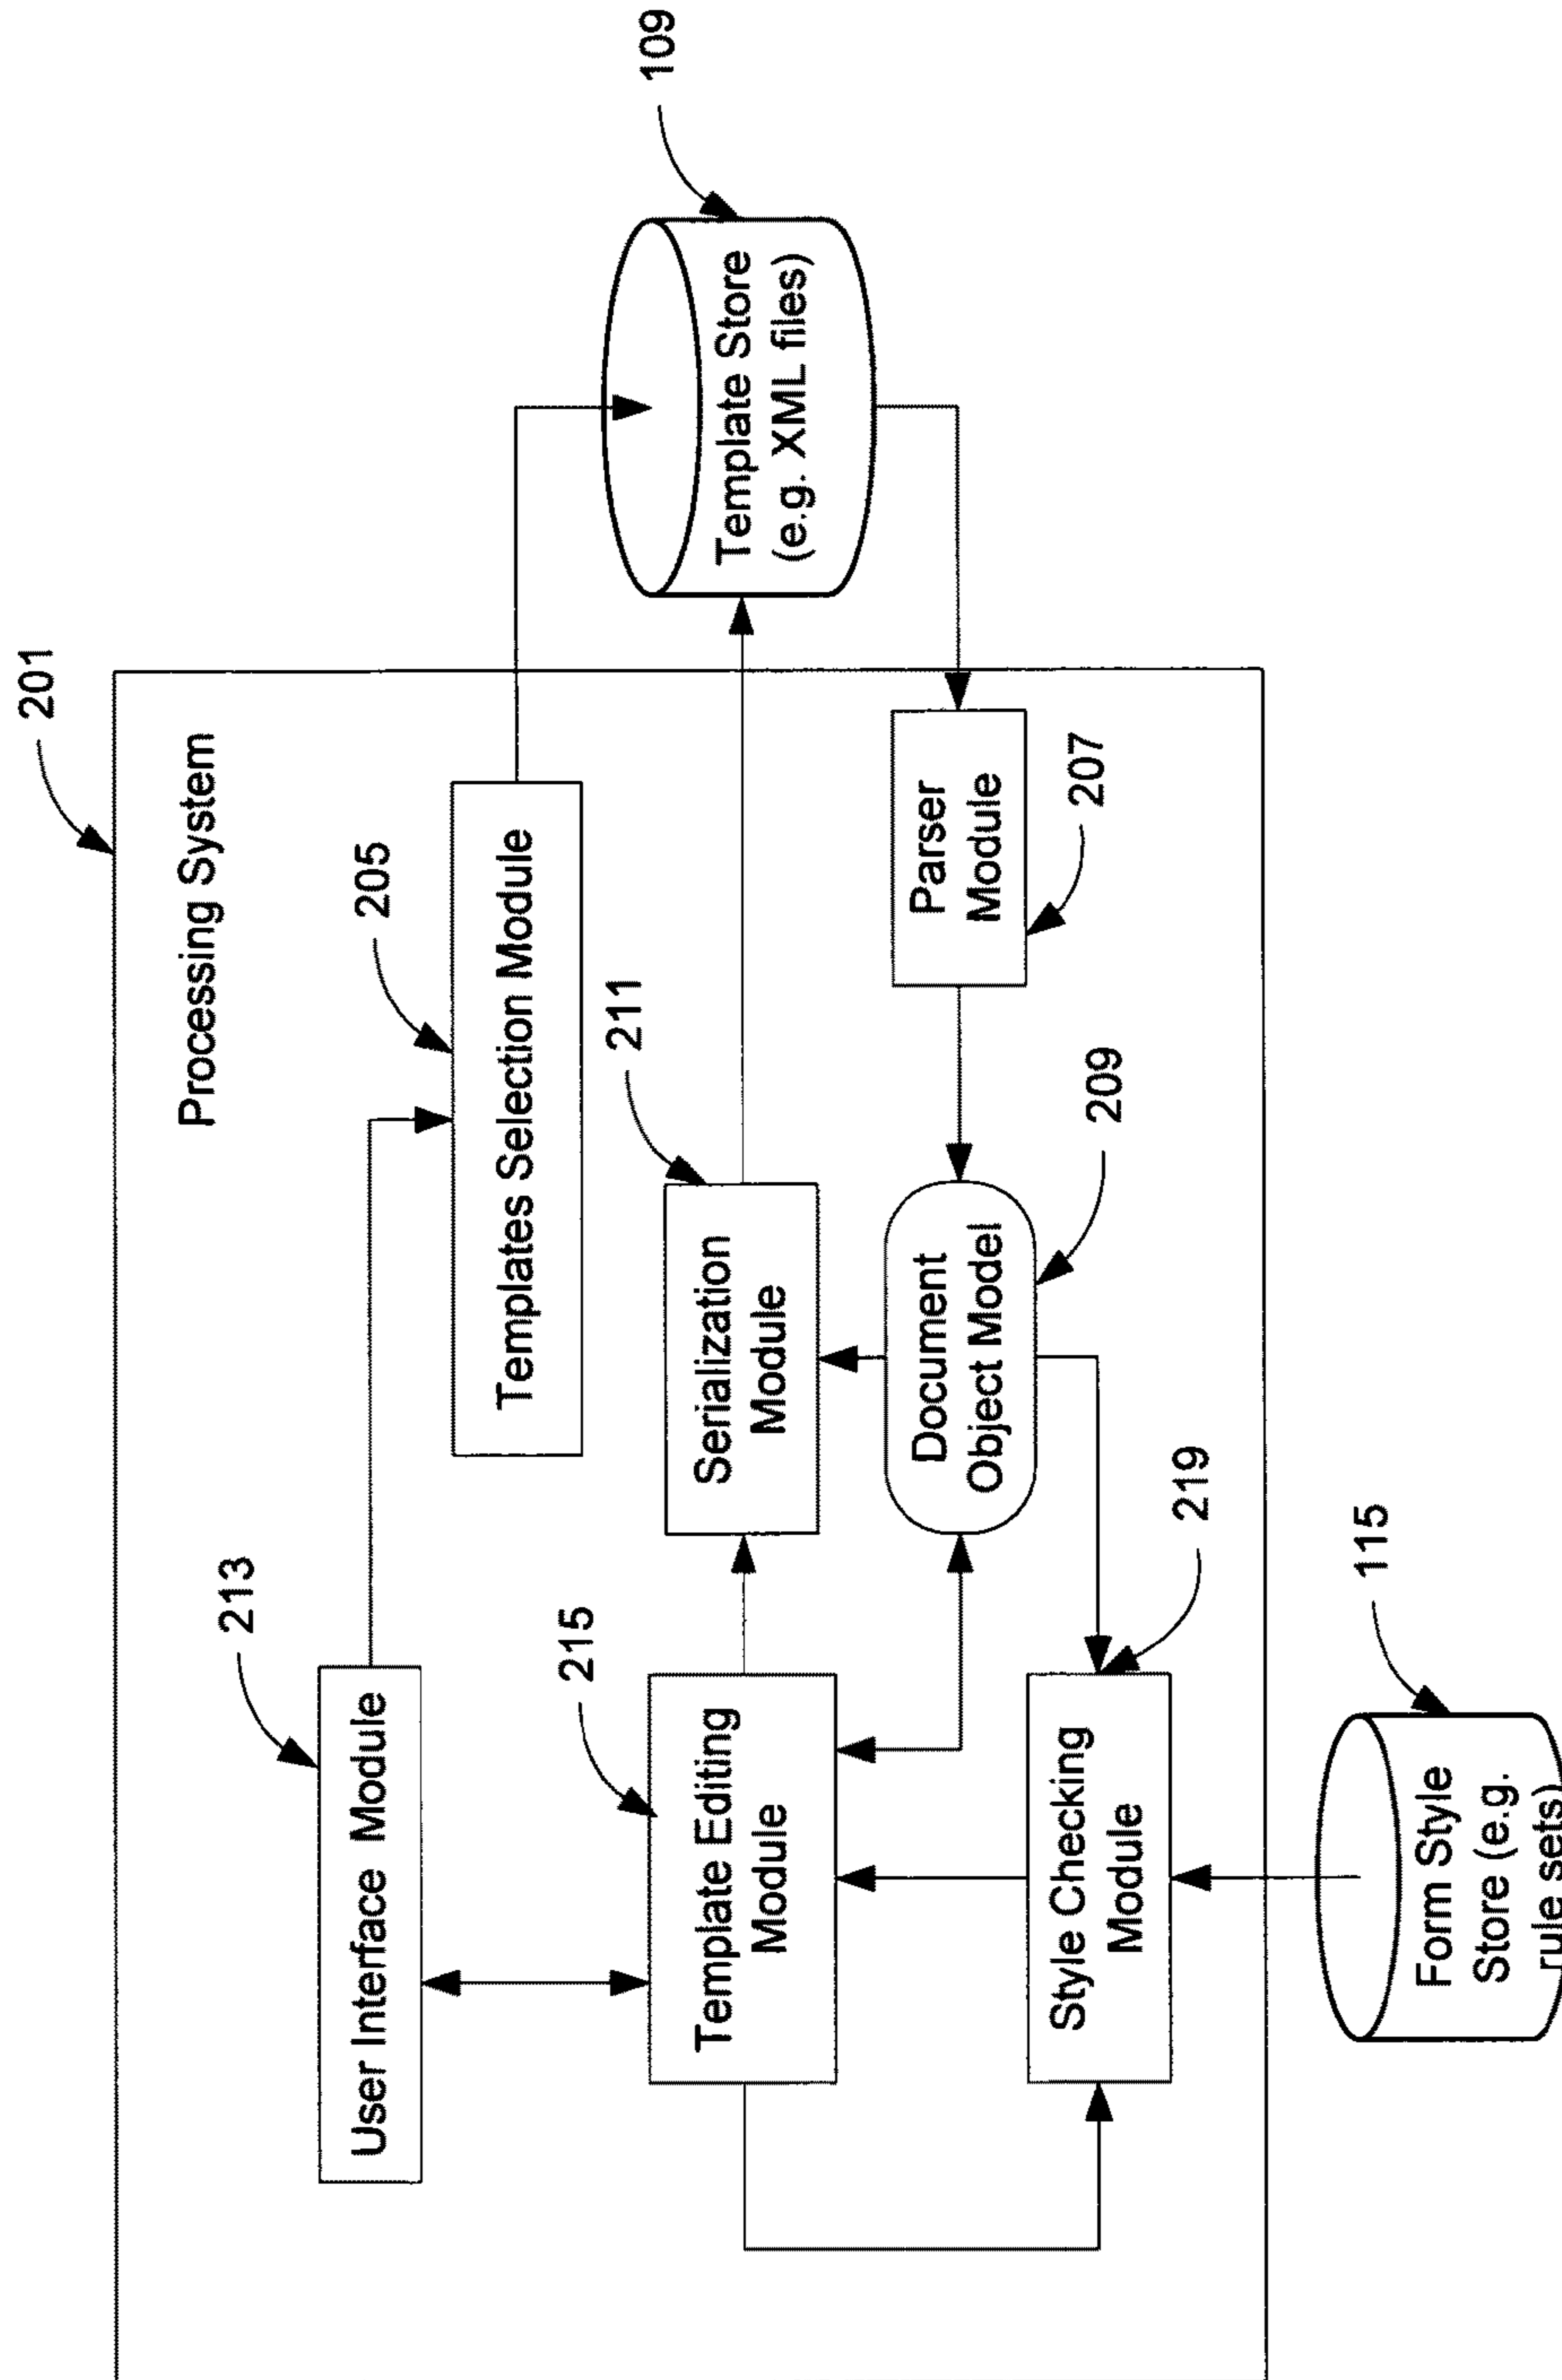 201
Processing System
213
User Interface Module
205
Templates Selection Module
109
Template Store
(e.g. XML files)
215
Template Editing
Module
211
Serialization
Module
Document
Object Model
209
Parser
Module
207
Style Checking
Module
219
Form Style
Store (e.g.
rule sets)
115